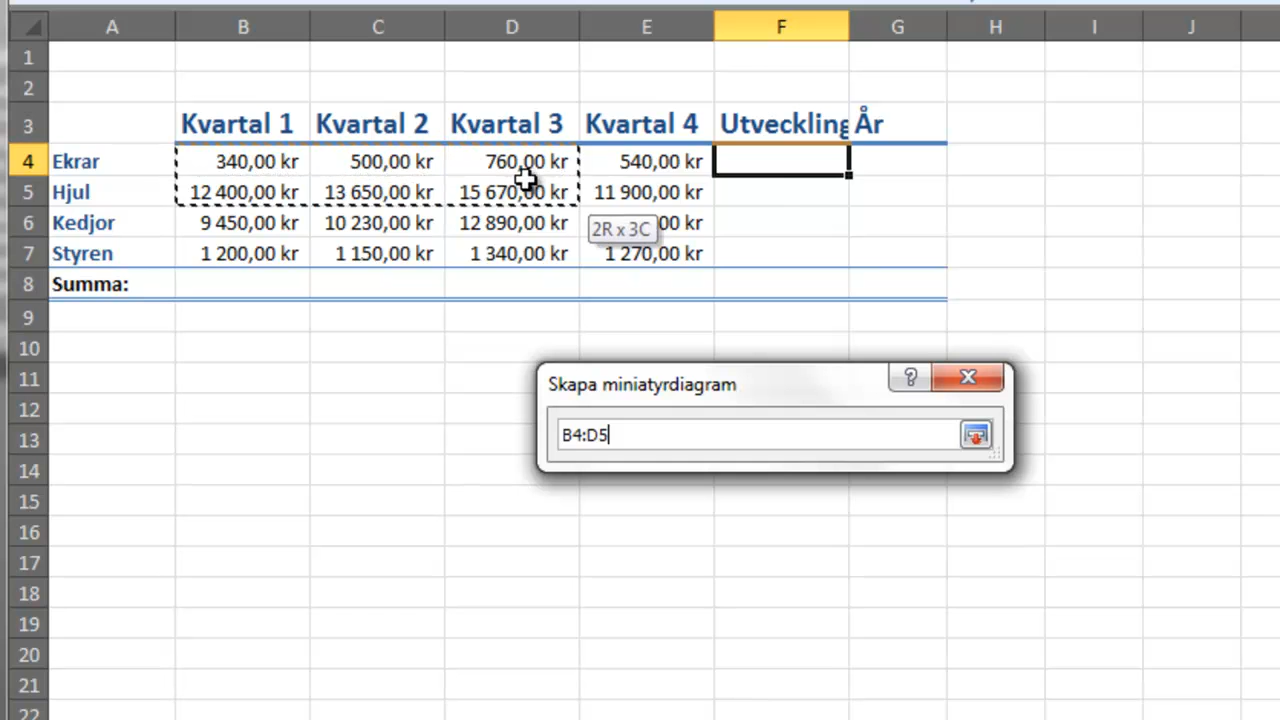 A B C D E F G H I J
1
2
3 Kvartal 1 Kvartal 2 Kvartal 3 Kvartal 4 Utveckling År
4 Ekrar 340,00 kr 500,00 kr 760,00 kr 540,00 kr
5 Hjul 12 400,00 kr 13 650,00 kr 15 670,00 kr 11 900,00 kr
6 Kedjor 9 450,00 kr 10 230,00 kr 12 890,00 kr 00 kr
2R x 3C
7 Styren 1 200,00 kr 1 150,00 kr 1 340,00 kr 1 270,00 kr
8 Summa:
9
10
11
Skapa miniatyrdiagram ?
12
13
B4:D5
14
15
16
17
18
19
20
21
22